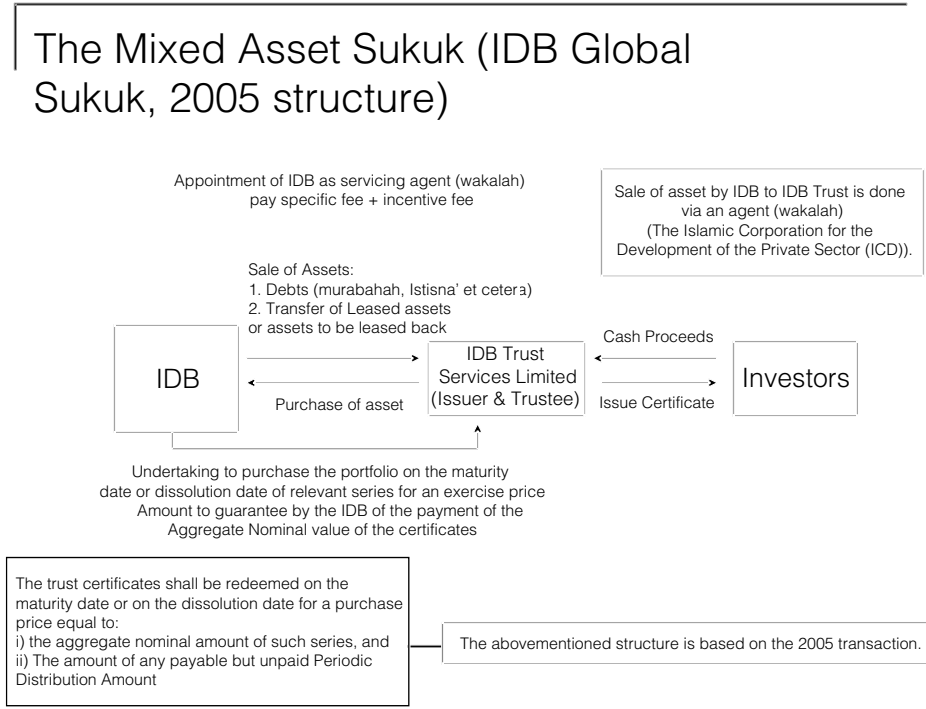 The Mixed Asset Sukuk (IDB Global
Sukuk, 2005 structure)
Appointment of IDB as servicing agent (wakalah)
pay specific fee + incentive fee
Sale of asset by IDB to IDB Trust is done
via an agent (wakalah)
(The Islamic Corporation for the
Development of the Private Sector (ICD)).
Sale of Assets:
1. Debts (murabahah, Istisna' et cetera)
2. Transfer of Leased assets
or assets to be leased back
IDB
IDB Trust
Services Limited
(Issuer & Trustee)
Cash Proceeds
Investors
Purchase of asset
Issue Certificate
Undertaking to purchase the portfolio on the maturity
date or dissolution date of relevant series for an exercise price
Amount to guarantee by the IDB of the payment of the
Aggregate Nominal value of the certificates
The trust certificates shall be redeemed on the
maturity date or on the dissolution date for a purchase
price equal to:
i) the aggregate nominal amount of such series, and
ii) The amount of any payable but unpaid Periodic
Distribution Amount
The abovementioned structure is based on the 2005 transaction.